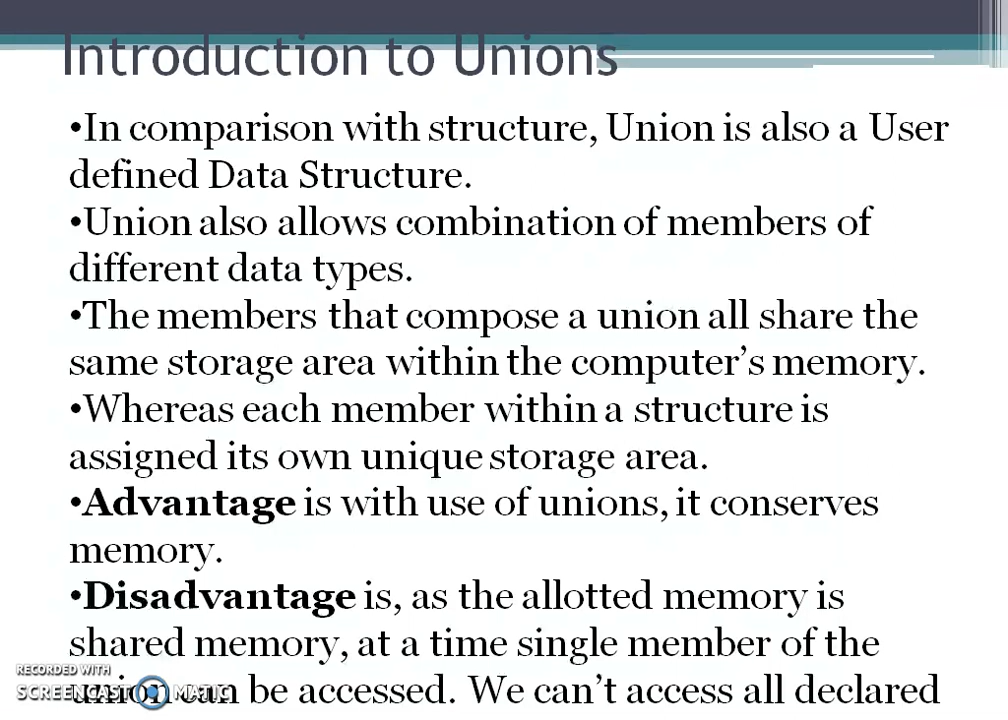 Introduction to Unions
•In comparison with structure, Union is also a User
defined Data Structure.
•Union also allows combination of members of
different data types.
•The members that compose a union all share the
same storage area within the computer’s memory.
•Whereas each member within a structure is
assigned its own unique storage area.
•Advantage is with use of unions, it conserves
memory.
•Disadvantage is, as the allotted memory is
shared memory, at a time single member of the
union can be accessed. We can’t access all declared
RECORDED WITH
SCREENCAST MATIC